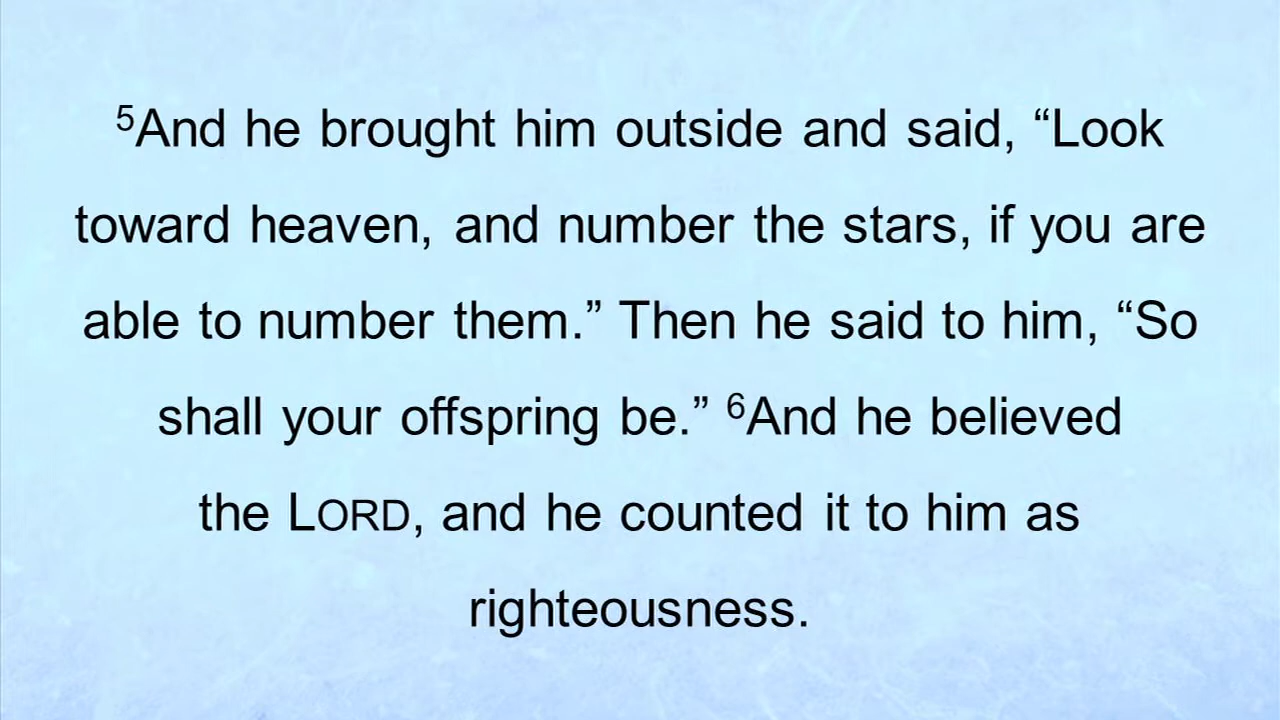 ⁵And he brought him outside and said, “Look
toward heaven, and number the stars, if you are
able to number them.” Then he said to him, “So
shall your offspring be.” ⁶And he believed
the LORD, and he counted it to him as
righteousness.